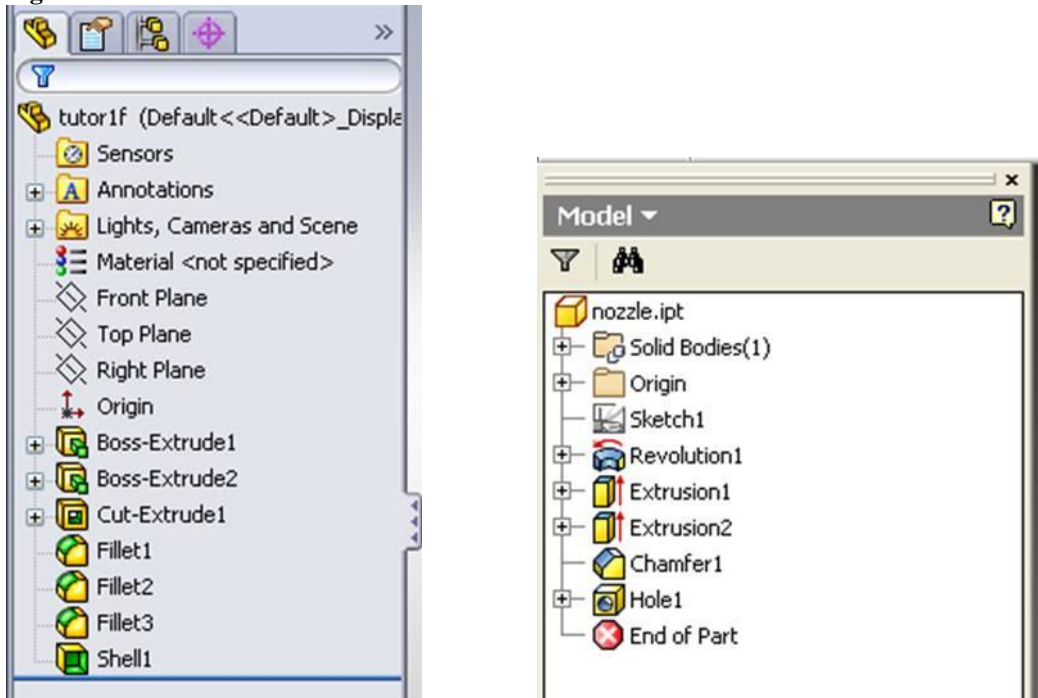 tutor1f (Default<<Default>_Displa
Sensors
Annotations
Lights, Cameras and Scene
Material <not specified>
Front Plane
Top Plane
Right Plane
Origin
Boss-Extrude1
Boss-Extrude2
Cut-Extrude1
Fillet1
Fillet2
Fillet3
Shell1
Model
nozzle.ipt
Solid Bodies(1)
Origin
Sketch1
Revolution1
Extrusion1
Extrusion2
Chamfer1
Hole1
End of Part